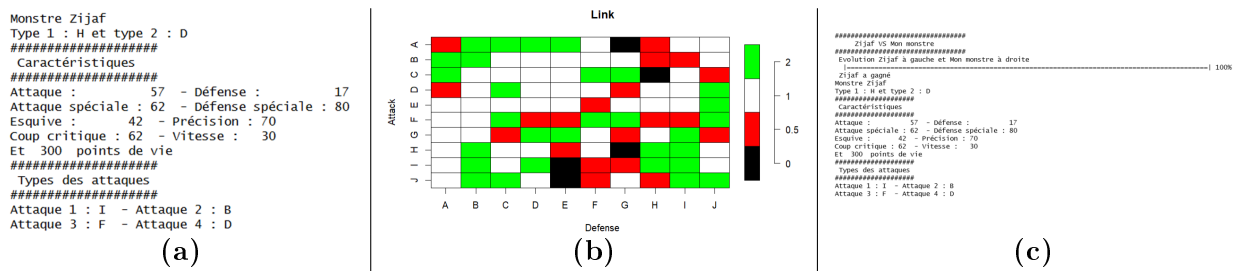 Monstre Zijaf
Type 1 : H et type 2 : D
####################
Caractéristiques
####################
Attaque : 57 - Défense : 17
Attaque spéciale : 62 - Défense spéciale : 80
Esquive : 42 - Précision : 70
Coup critique : 62 - Vitesse : 30
Et 300 points de vie
####################
Types des attaques
####################
Attaque 1 : I - Attaque 2 : B
Attaque 3 : F - Attaque 4 : D
(a)
Link
Attack
A
B
C
D
E
F
G
H
I
J
A B C D E F G H I J
Defense
2
1
0.5
0
(b)
#################################
Zijaf VS Mon monstre
#################################
Evolution Zijaf à gauche et Mon monstre à droite
|==========================================================================================| 100%
Zijaf a gagné
Monstre Zijaf
Type 1 : H et type 2 : D
####################
Caractéristiques
####################
Attaque : 57 - Défense : 17
Attaque spéciale : 62 - Défense spéciale : 80
Esquive : 42 - Précision : 70
Coup critique : 62 - Vitesse : 30
Et 300 points de vie
####################
Types des attaques
####################
Attaque 1 : I - Attaque 2 : B
Attaque 3 : F - Attaque 4 : D
(c)